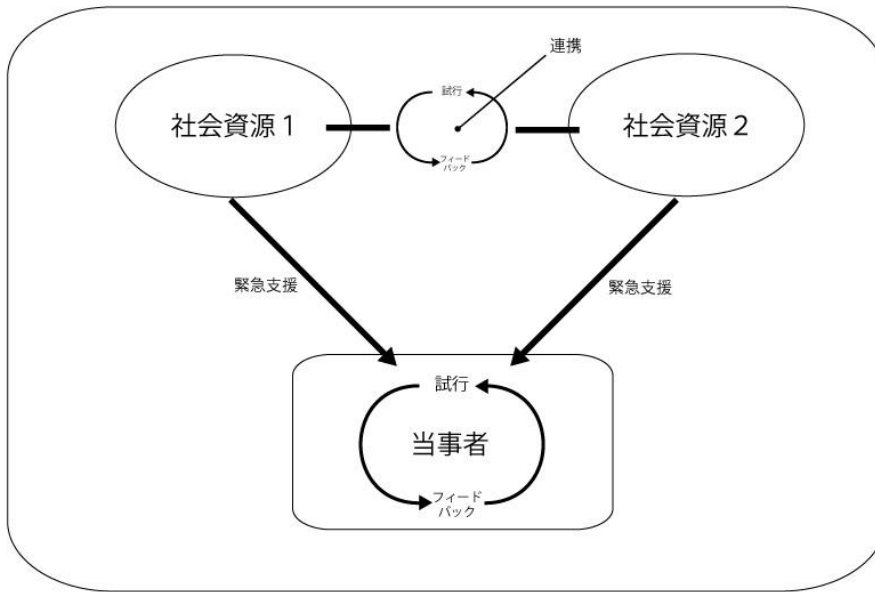 連携
社会資源1
試行
社会資源2
フィード
バック
緊急支援
緊急支援
試行
当事者
フィード
バック